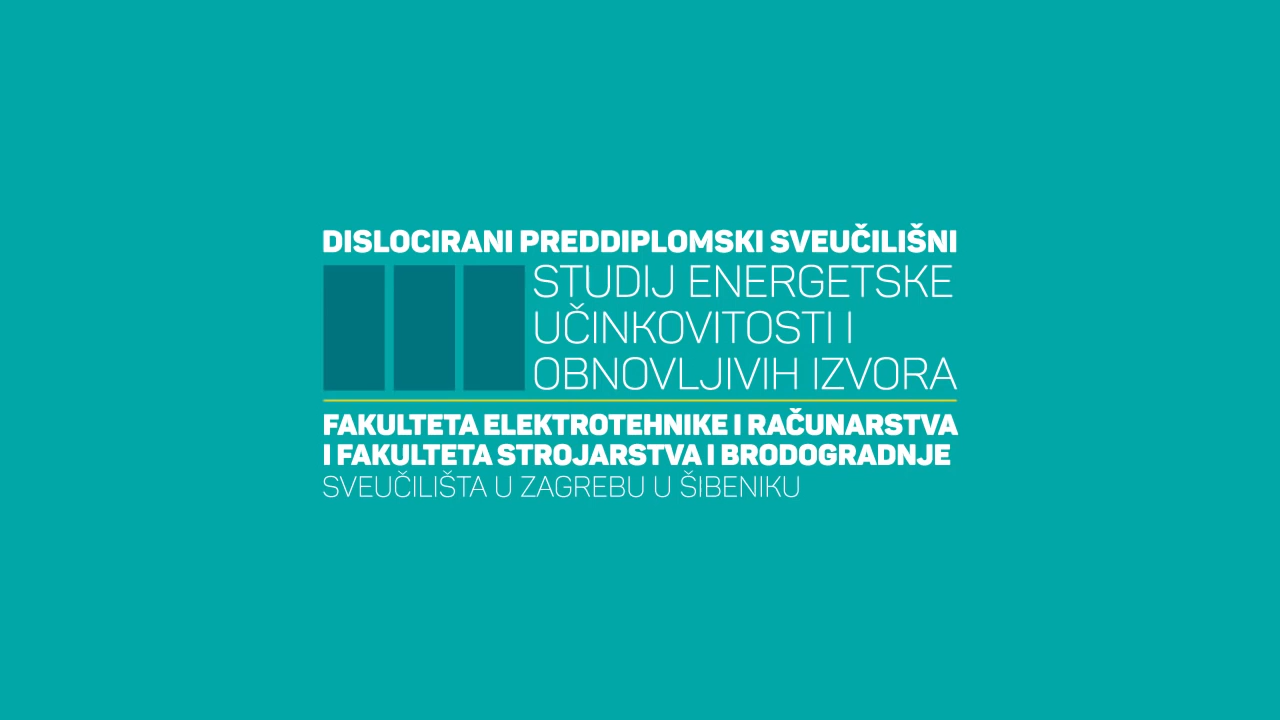 DISLOCIRANI PREDDIPLOMSKI SVEUČILIŠNI
STUDIJ ENERGETSKE
UČINKOVITOSTI I
OBNOVLJIVIH IZVORA
FAKULTETA ELEKTROTEHNIKE I RAČUNARSTVA
I FAKULTETA STROJARSTVA I BRODOGRADNJE
SVEUČILIŠTA U ZAGREBU U ŠIBENIKU